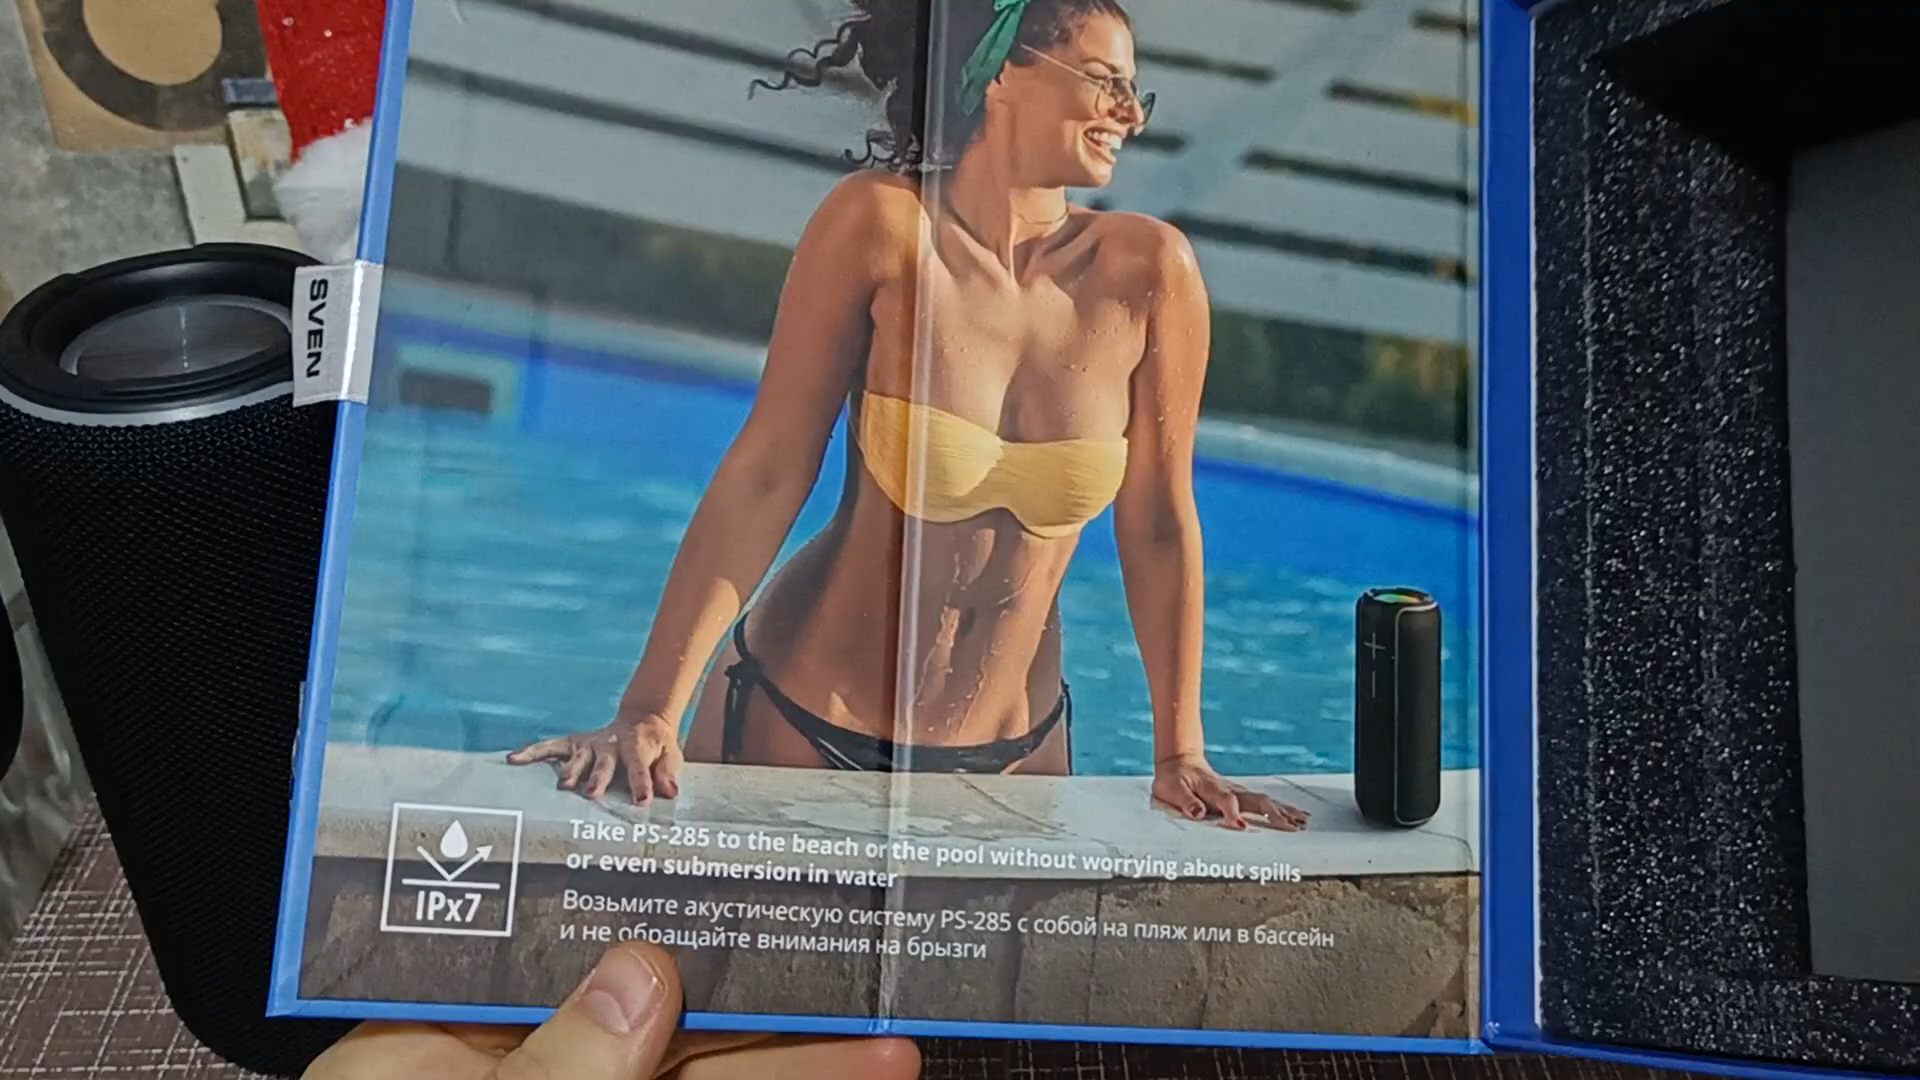 SVEN
IPx7
Take PS-285 to the beach or the pool without worrying about spills
or even submersion in water
Возьмите акустическую систему PS-285 с собой на пляж или в бассейн
и не обращайте внимания на брызги